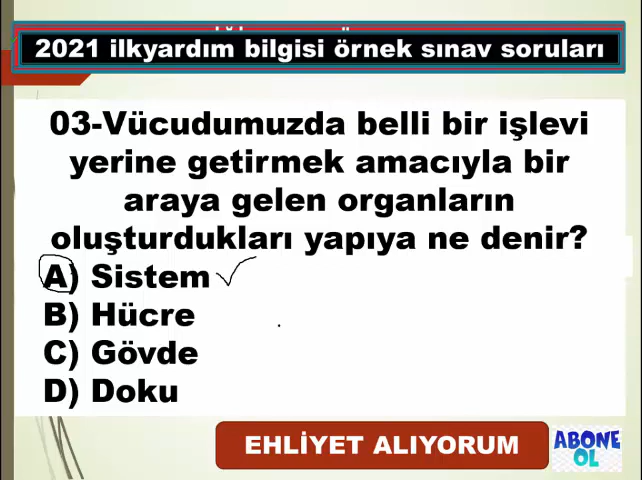 2021 ilkyardım bilgisi örnek sınav soruları
03-Vücudumuzda belli bir işlevi
yerine getirmek amacıyla bir
araya gelen organların
oluşturdukları yapıya ne denir?
A) Sistem
B) Hücre
C) Gövde
D) Doku
EHLİYET ALIYORUM
ABONE
OL